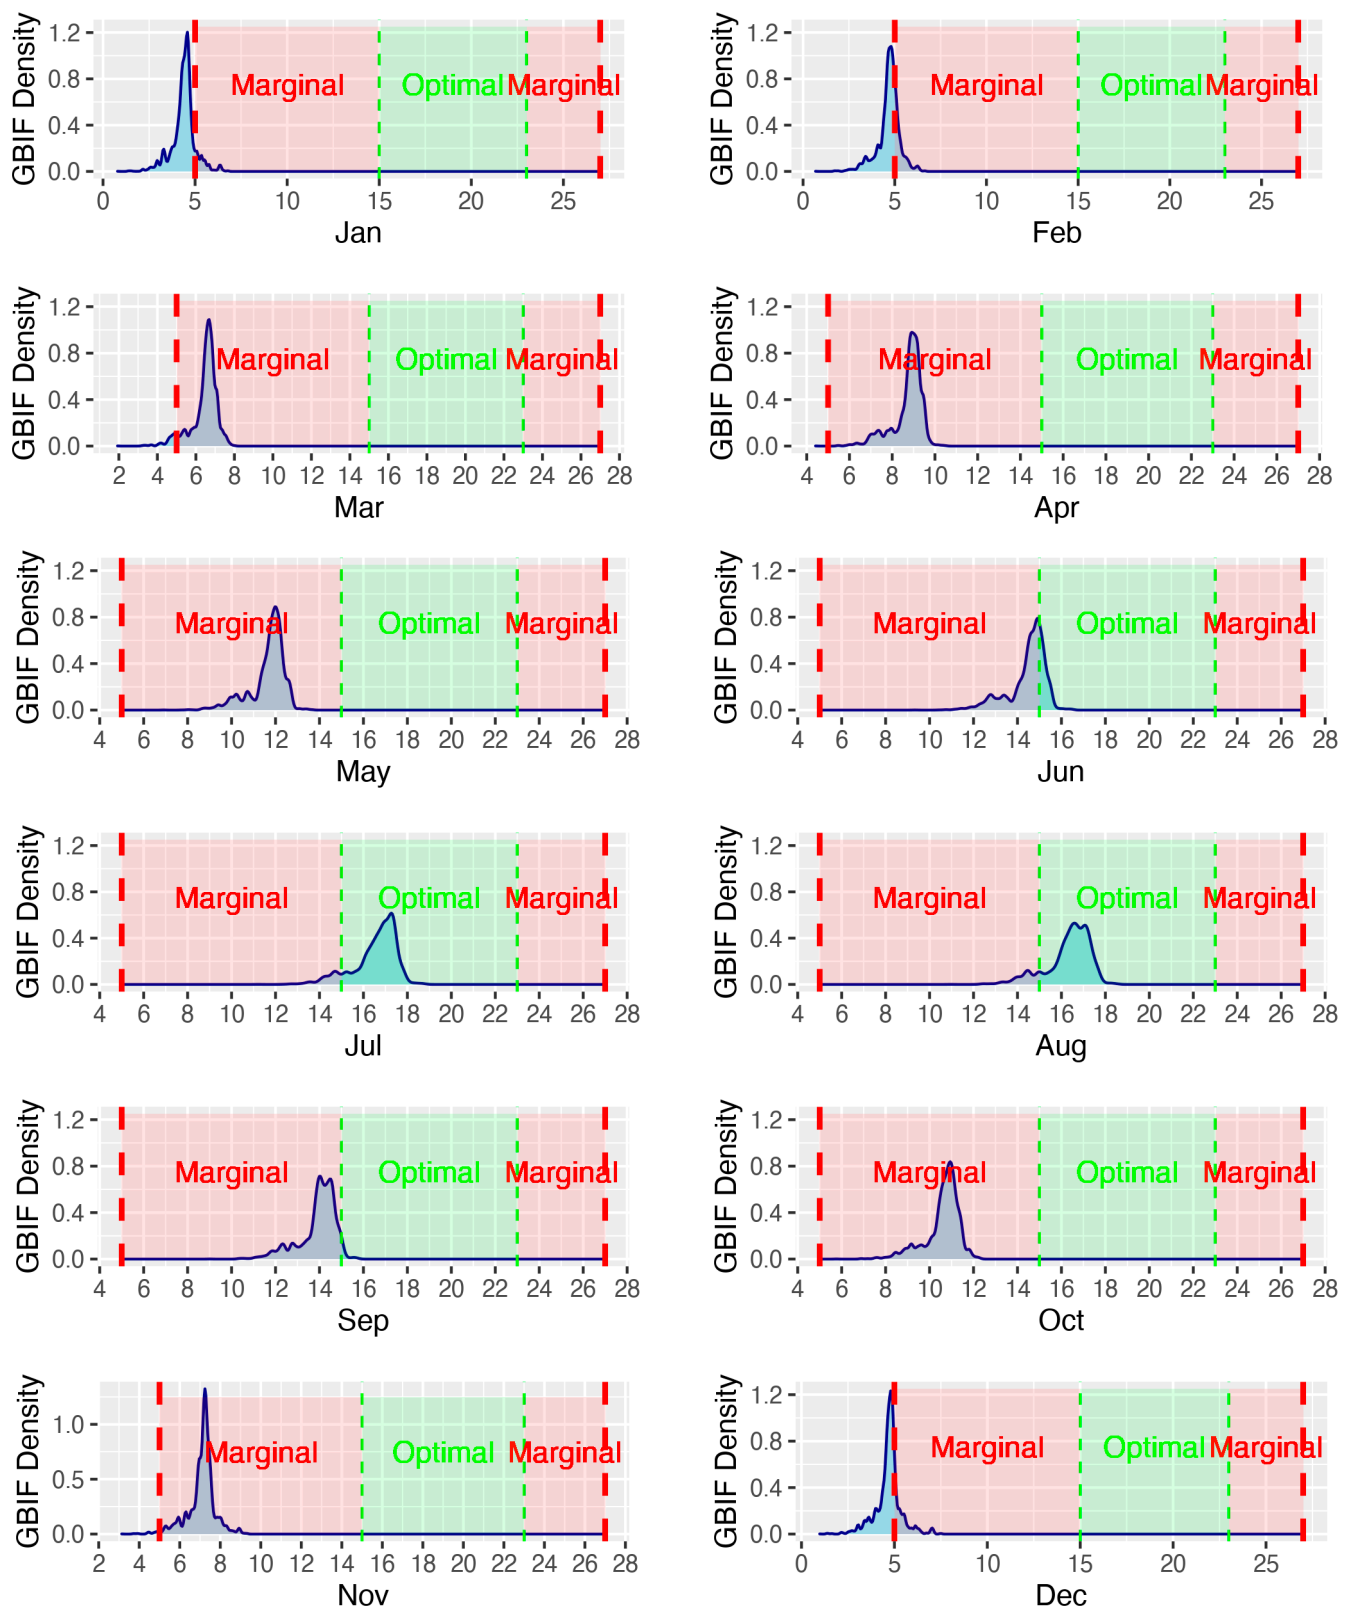 GBIF Density
1.2
0.8
0.4
0.0
Marginal Optimal Marginal
0 5 10 15 20 25
Jan
GBIF Density
1.2
0.8
0.4
0.0
Marginal Optimal Marginal
0 5 10 15 20 25
Feb
GBIF Density
1.2
0.8
0.4
0.0
Marginal Optimal Marginal
2 4 6 8 10 12 14 16 18 20 22 24 26 28
Mar
GBIF Density
1.2
0.8
0.4
0.0
Marginal Optimal Marginal
4 6 8 10 12 14 16 18 20 22 24 26 28
Apr
GBIF Density
1.2
0.8
0.4
0.0
Marginal Optimal Marginal
4 6 8 10 12 14 16 18 20 22 24 26 28
May
GBIF Density
1.2
0.8
0.4
0.0
Marginal Optimal Marginal
4 6 8 10 12 14 16 18 20 22 24 26 28
Jun
GBIF Density
1.2
0.8
0.4
0.0
Marginal Optimal Marginal
4 6 8 10 12 14 16 18 20 22 24 26 28
Jul
GBIF Density
1.2
0.8
0.4
0.0
Marginal Optimal Marginal
4 6 8 10 12 14 16 18 20 22 24 26 28
Aug
GBIF Density
1.2
0.8
0.4
0.0
Marginal Optimal Marginal
4 6 8 10 12 14 16 18 20 22 24 26 28
Sep
GBIF Density
1.2
0.8
0.4
0.0
Marginal Optimal Marginal
4 6 8 10 12 14 16 18 20 22 24 26 28
Oct
GBIF Density
1.0
0.5
0.0
Marginal Optimal Marginal
2 4 6 8 10 12 14 16 18 20 22 24 26 28
Nov
GBIF Density
1.2
0.8
0.4
0.0
Marginal Optimal Marginal
0 5 10 15 20 25
Dec